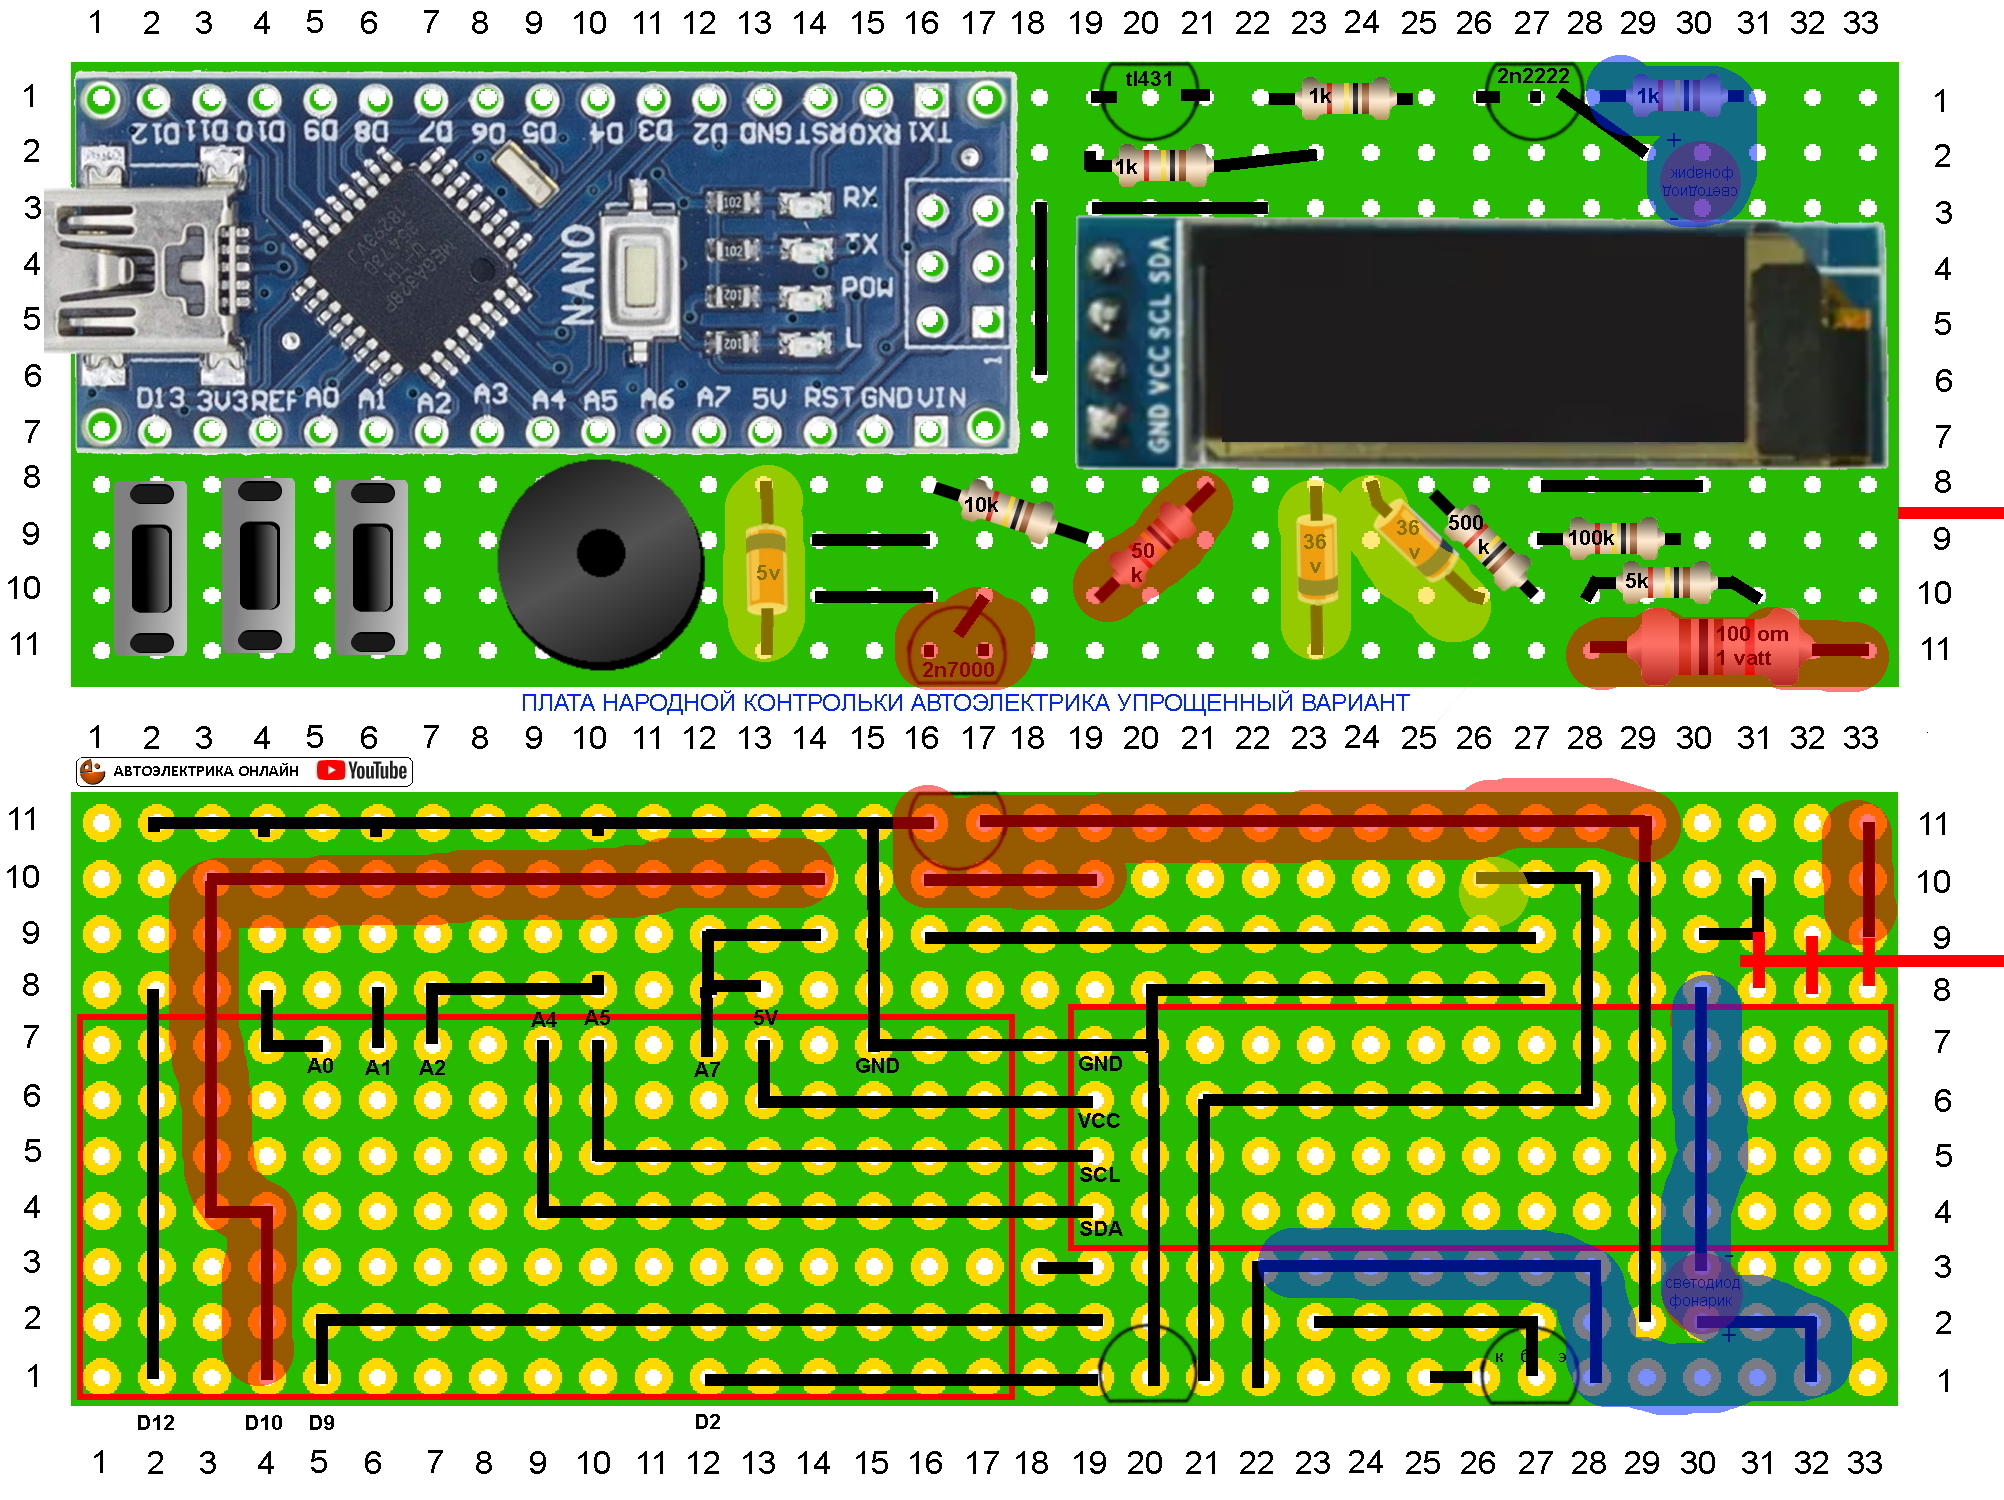 1 2 3 4 5 6 7 8 9 10 11 12 13 14 15 16 17 18 19 20 21 22 23 24 25 26 27 28 29 30 31 32 33
1 D12 D11 D10 D9 D8 D7 D6 D5 D4 D3 D2 GND RST RX0 TX1 tl431 1k 2n2222 1k 1
2 1k + 2
светодиод
фонарик
-
3 102 RX 3
4 NANO 102 TX SDA 4
5 102 POW SCL 5
6 102 L VCC 6
1
D13 3V3 REF A0 A1 A2 A3 A4 A5 A6 A7 5V RST GND VIN
7 GND 7
8 10k 8
9 50 k 36 v 36 v 500 k 100k 9
10 5v 5k 10
11 2n7000 100 om 11
1 vatt
ПЛАТА НАРОДНОЙ КОНТРОЛЬКИ АВТОЭЛЕКТРИКА УПРОЩЕННЫЙ ВАРИАНТ
1 2 3 4 5 6 7 8 9 10 11 12 13 14 15 16 17 18 19 20 21 22 23 24 25 26 27 28 29 30 31 32 33
АВТОЭЛЕКТРИКА ОНЛАЙН YouTube
11 11
10 10
9 9
8 8
A4 A5 5V
7 7
A0 A1 A2 A7 GND GND
6 6
VCC
5 5
SCL
4 4
SDA
3 - 3
светодиод
фонарик
2 + 2
к б э
1 1
D12 D10 D9 D2
1 2 3 4 5 6 7 8 9 10 11 12 13 14 15 16 17 18 19 20 21 22 23 24 25 26 27 28 29 30 31 32 33